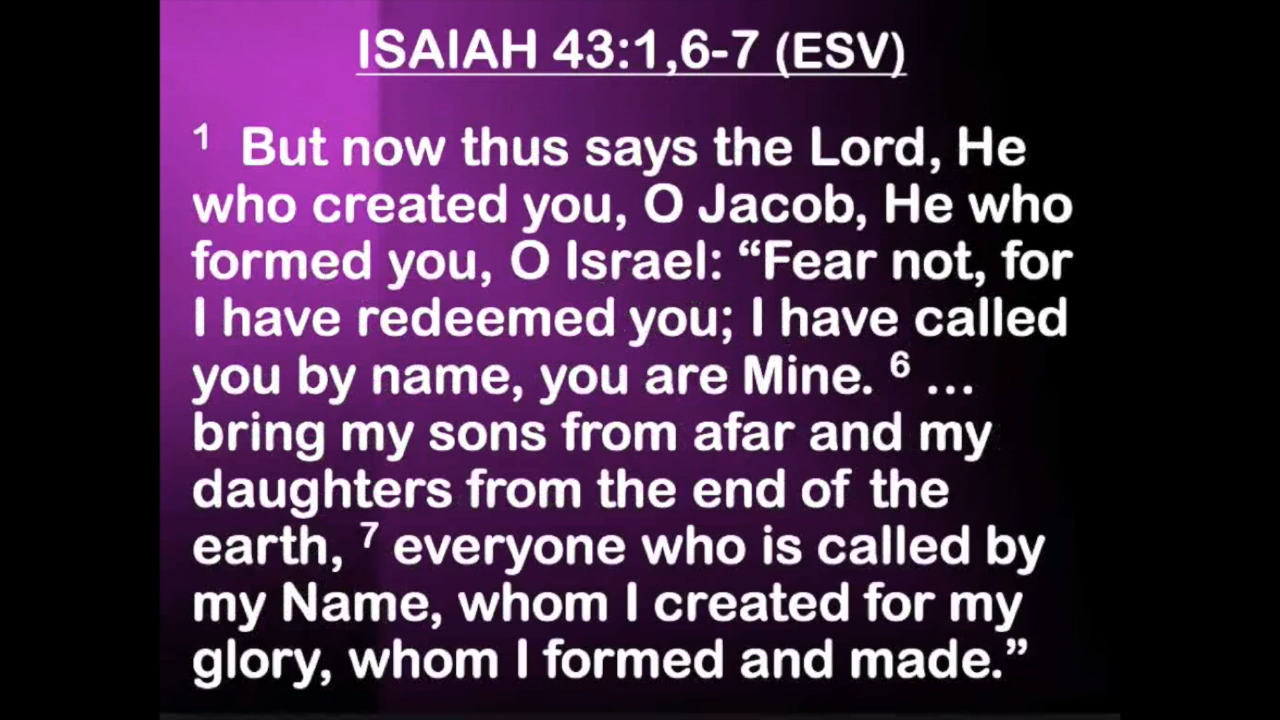 ISAIAH 43:1,6-7 (ESV)
1 But now thus says the Lord, He
who created you, O Jacob, He who
formed you, O Israel: “Fear not, for
I have redeemed you; I have called
you by name, you are Mine. 6 …
bring my sons from afar and my
daughters from the end of the
earth, 7 everyone who is called by
my Name, whom I created for my
glory, whom I formed and made.”